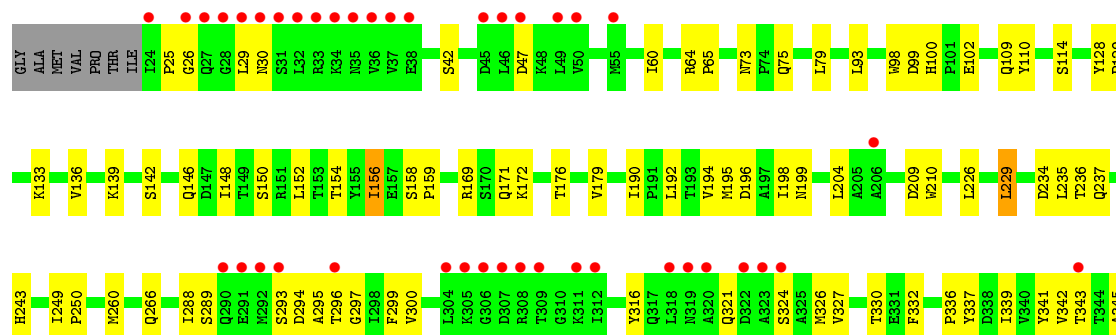 GLY ALA MET VAL PRO THR ILE I24 P25 G26 Q27 G28 L29 N30 S31 L32 R33 K34 N35 V36 V37 E38 S42 D45 L46 D47 K48 L49 V50 M55 I60 R64 P65 N73 P74 Q75 L79 L93 W98 D99 H100 P101 E102 Q109 Y110 S114 Y128
K133 V136 K139 S142 Q146 D147 I148 T149 S150 R151 L152 T153 T154 Y155 I156 E157 S158 P159 R169 S170 Q171 K172 T176 V179 I190 P191 L192 T193 V194 M195 D196 A197 I198 N199 L204 A205 A206 D209 W210 L226 L229 D234 L235 T236 Q237
H243 I249 P250 M260 Q266 I288 S289 Q290 E291 M292 S293 D294 A295 T296 G297 I298 F299 V300 L304 K305 G306 D307 R308 T309 G310 K311 I312 Y316 Q317 L318 N319 A320 Q321 D322 A323 S324 A325 M326 V327 T330 E331 F332 P336 Y337 D338 I339 V340 Y341 V342 T343 T344